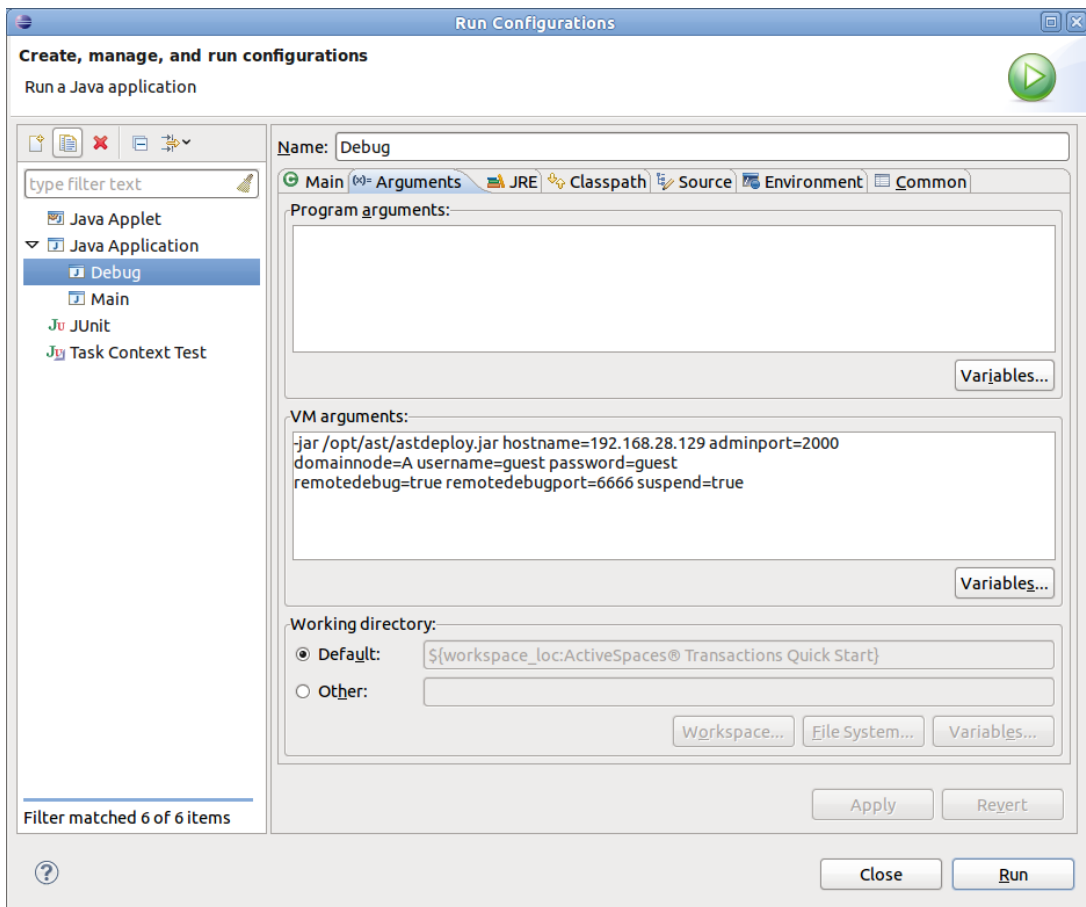 Run Configurations
Create, manage, and run configurations
Run a Java application
Name: Debug
type filter text
Main (x)= Arguments JRE Classpath Source Environment Common
Java Applet
Java Application
Debug
Main
Ju JUnit
Ju Task Context Test
Filter matched 6 of 6 items
Program arguments:
Variables...
VM arguments:
-jar /opt/ast/astdeploy.jar hostname=192.168.28.129 adminport=2000
domainnode=A username=guest password=guest
remotedebug=true remotedebugport=6666 suspend=true
Variables...
Working directory:
Default: ${workspace_loc:ActiveSpaces® Transactions Quick Start}
Other:
Workspace... File System... Variables...
Apply Revert
? Close Run